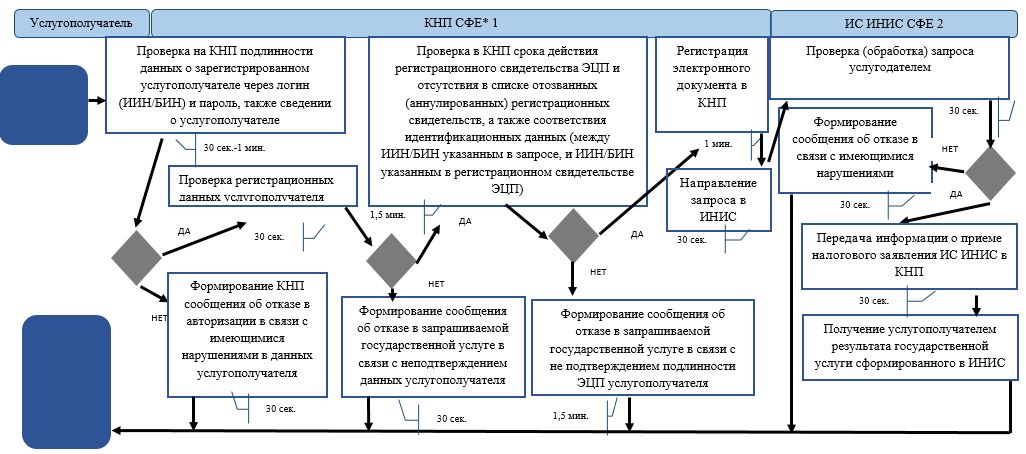 Услугополучатель
КНП СФЕ* 1
ИС ИНИС СФЕ 2
Проверка на КНП подлинности
данных о зарегистрированном
услугополучателе через логин
(ИИН/БИН) и пароль, также сведении
о услугополучателе
30 сек.-1 мин.
Проверка регистрационных
данных услугополучателя
30 сек.
ДА
НЕТ
Формирование КНП
сообщения об отказе в
авторизации в связи с
имеющимися
нарушениями в данных
услугополучателя
30 сек.
Проверка в КНП срока действия
регистрационного свидетельства ЭЦП и
отсутствия в списке отозванных
(аннулированных) регистрационных
свидетельств, а также соответствия
идентификационных данных (между
ИИН/БИН указанным в запросе, и ИИН/БИН
указанным в регистрационном свидетельстве
ЭЦП)
1,5 мин.
ДА
НЕТ
Формирование сообщения
об отказе в запрашиваемой
государственной услуге в
связи с неподтверждением
данных услугополучателя
30 сек.
ДА
НЕТ
Формирование сообщения об
отказе в запрашиваемой
государственной услуге в связи с
не подтверждением подлинности
ЭЦП услугополучателя
1,5 мин.
Регистрация
электронного
документа в
КНП
1 мин.
Направление
запроса в
ИНИС
30 сек.
Проверка (обработка) запроса
услугодателем
30 сек.
Формирование
сообщения об отказе в
связи с имеющимися
нарушениями
НЕТ
30 сек.
ДА
Передача информации о приеме
налогового заявления ИС ИНИС в
КНП
30 сек.
Получение услугополучателем
результата государственной
услуги сформированного в ИНИС